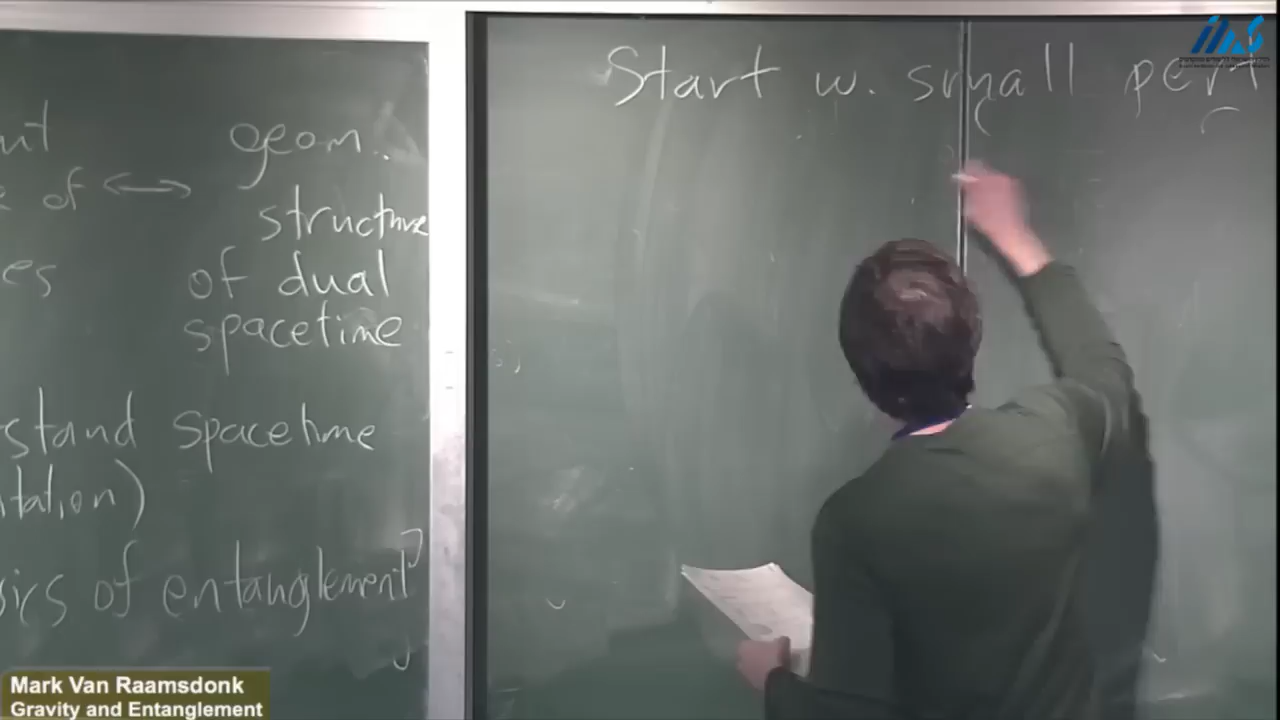 geom.
of ⟷
structure
es
of dual
spacetime
stand spacetime
tation)
sics of entanglement
Start w. small pert
Mark Van Raamsdonk
Gravity and Entanglement